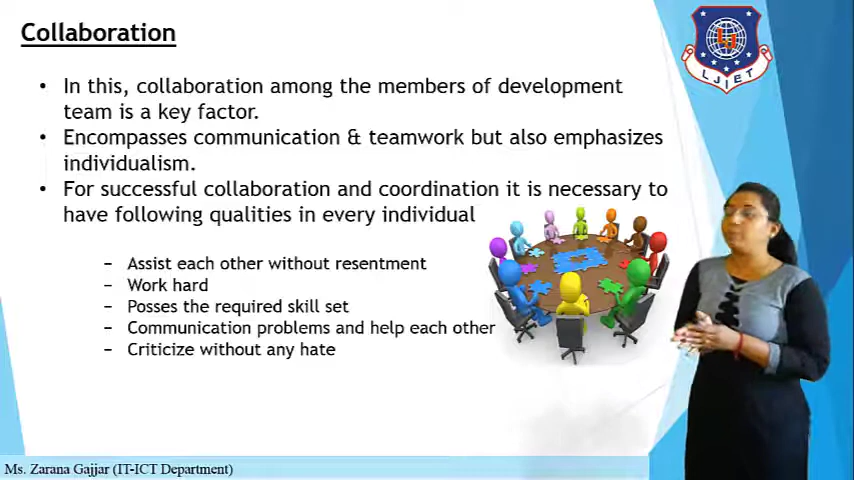 Collaboration
• In this, collaboration among the members of development
team is a key factor.
• Encompasses communication & teamwork but also emphasizes
individualism.
• For successful collaboration and coordination it is necessary to
have following qualities in every individual
– Assist each other without resentment
– Work hard
– Posses the required skill set
– Communication problems and help each other
– Criticize without any hate
LJIET
Ms. Zarana Gajjar (IT-ICT Department)